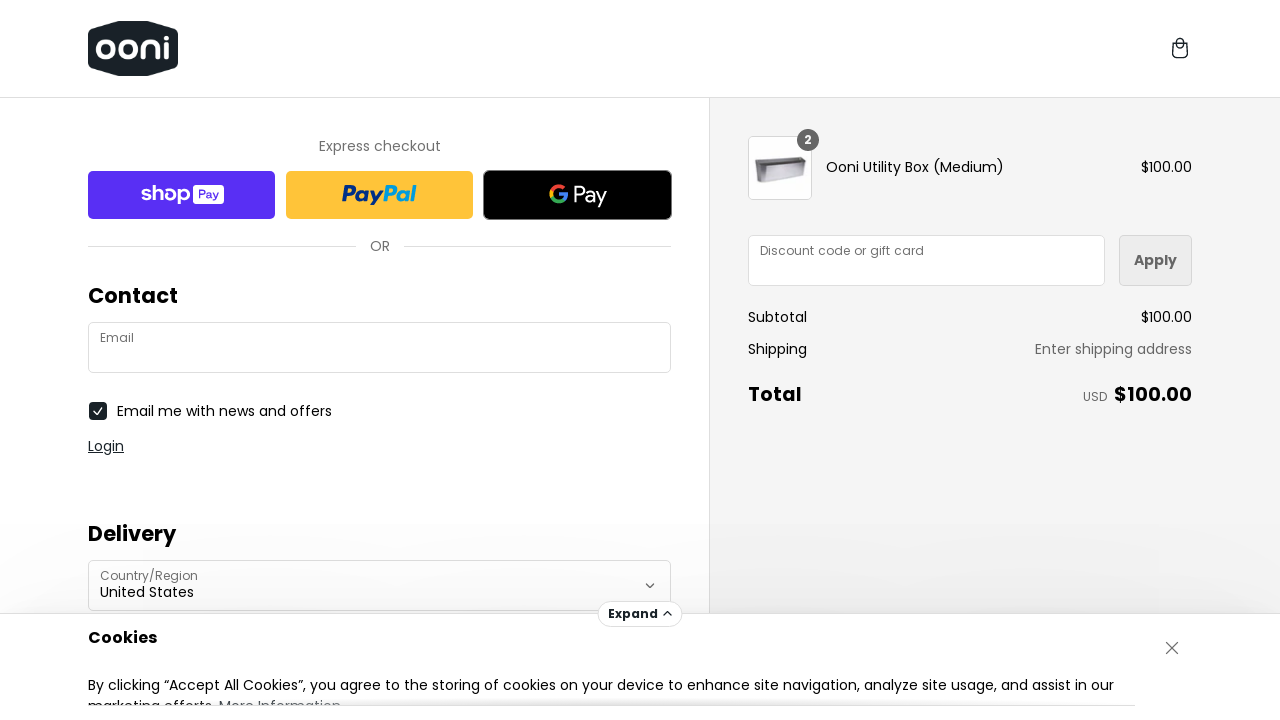 ooni
Express checkout
shop Pay
PayPal
G Pay
OR
Contact
Email
Email me with news and offers
Login
Delivery
Country/Region
United States
2
Ooni Utility Box (Medium)
$100.00
Discount code or gift card
Apply
Subtotal
$100.00
Shipping
Enter shipping address
Total
USD $100.00
Expand
Cookies
By clicking “Accept All Cookies”, you agree to the storing of cookies on your device to enhance site navigation, analyze site usage, and assist in our
marketing efforts. More Information